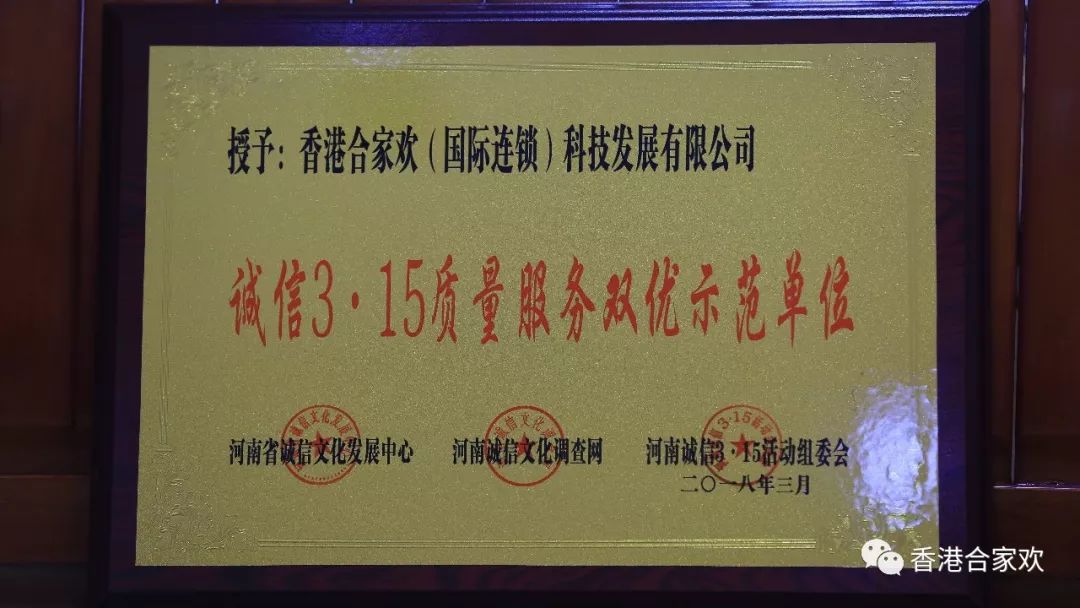 授予：香港合家欢（国际连锁）科技发展有限公司
诚信3·15质量服务双优示范单位
河南省诚信文化发展中心 河南诚信文化调查网 河南诚信3·15活动组委会
二〇一八年三月
香港合家欢